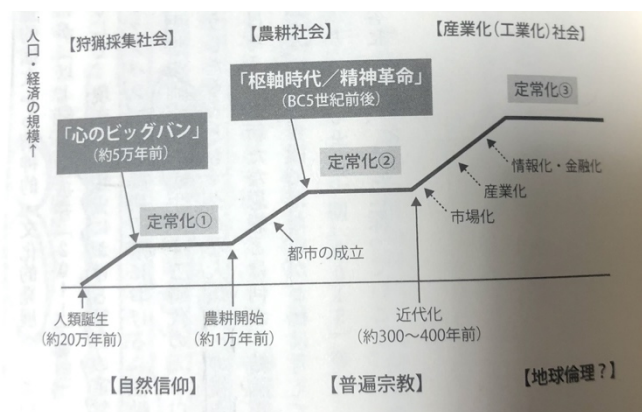 人口・経済の規模↑
【狩猟採集社会】
【農耕社会】
【産業化(工業化)社会】
「枢軸時代／精神革命」
(BC5世紀前後)
定常化③
「心のビッグバン」
(約5万年前)
定常化②
情報化・金融化
産業化
市場化
定常化①
都市の成立
人類誕生
(約20万年前)
農耕開始
(約1万年前)
近代化
(約300〜400年前)
【自然信仰】
【普遍宗教】
【地球倫理？】